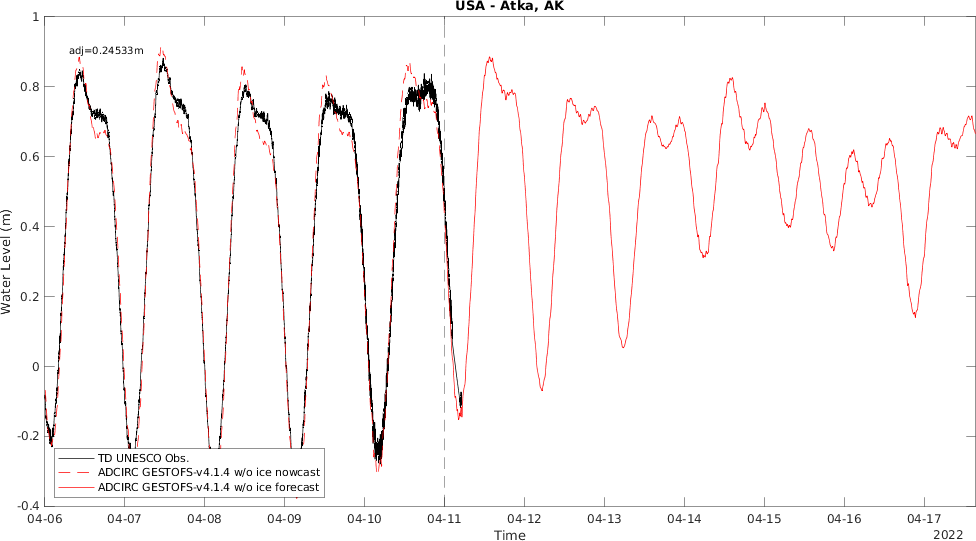 USA - Atka, AK
adj=0.24533m
Water Level (m)
1
0.8
0.6
0.4
0.2
0
-0.2
-0.4
TD UNESCO Obs.
ADCIRC GESTOFS-v4.1.4 w/o ice nowcast
ADCIRC GESTOFS-v4.1.4 w/o ice forecast
04-06 04-07 04-08 04-09 04-10 04-11 04-12 04-13 04-14 04-15 04-16 04-17
Time
2022